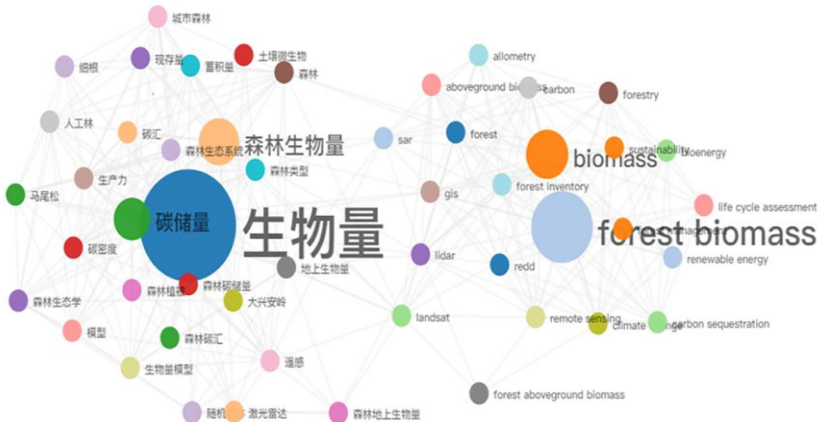 城市森林
现存量
蓄积量
土壤微生物
细根
森林
allometry
aboveground
carbon
forestry
人工林
碳汇
森林生态系统
森林生物量
sar
forest
biomass
sustainability
bioenergy
生产力
森林类型
马尾松
gis
forest inventory
life cycle assessment
碳储量
生物量
forest biomass
碳密度
地上生物量
lidar
redd
renewable energy
森林植被
森林碳储量
森林生态学
大兴安岭
模型
landsat
remote sensing
climate
carbon sequestration
森林碳汇
遥感
生物量模型
forest aboveground biomass
随机
激光雷达
森林地上生物量